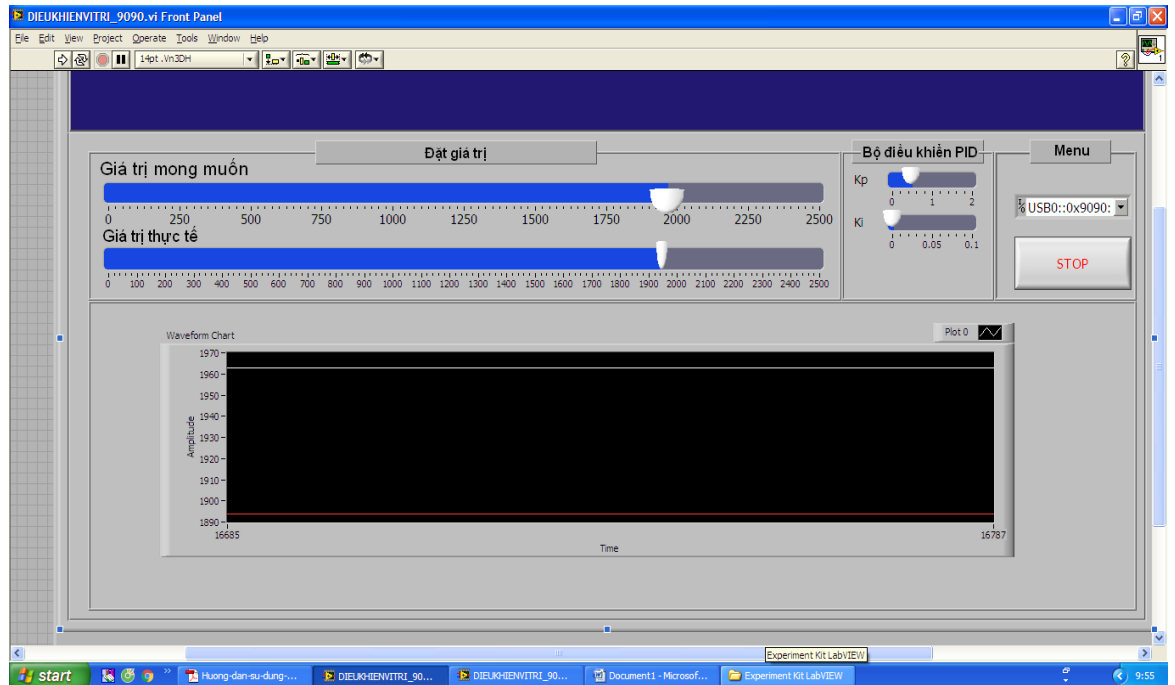 DIEUKHIENVITRI_9090.vi Front Panel
File Edit View Project Operate Tools Window Help
14pt .Vn3DH
1
Đặt giá trị
Bộ điều khiển PID
Menu
Giá trị mong muốn
0 250 500 750 1000 1250 1500 1750 2000 2250 2500
Giá trị thực tế
0 100 200 300 400 500 600 700 800 900 1000 1100 1200 1300 1400 1500 1600 1700 1800 1900 2000 2100 2200 2300 2400 2500
Kp
0 1 2
Ki
0 0.05 0.1
USB0::0x9090:
STOP
Waveform Chart
Plot 0
1970
1960
1950
1940
1930
1920
1910
1900
1890
Amplitude
16685 16787
Time
Experiment Kit LabVIEW
start
Huong-dan-su-dung-...
DIEUKHIENVITRI_90...
DIEUKHIENVITRI_90...
Document1 - Microsof...
Experiment Kit LabVIEW
9:55